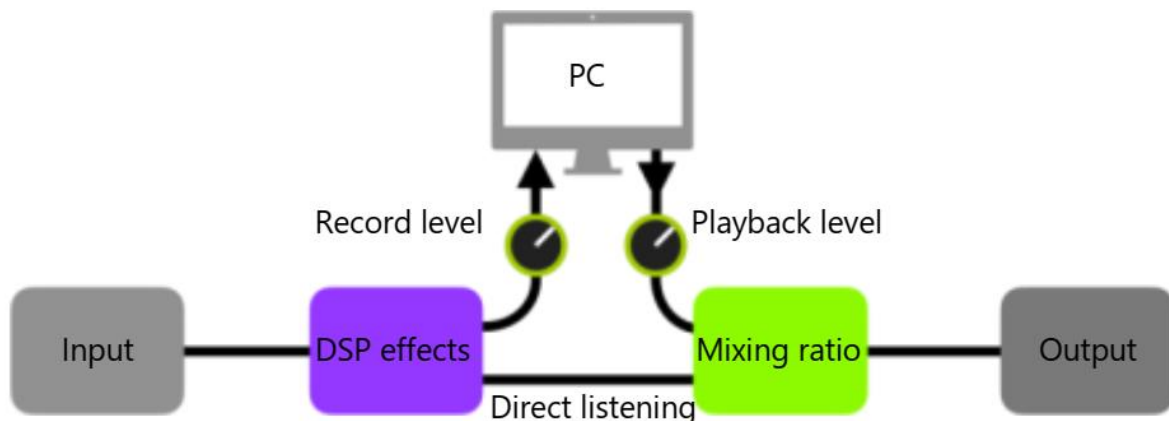 PC
Record level
Playback level
Input
DSP effects
Mixing ratio
Output
Direct listening